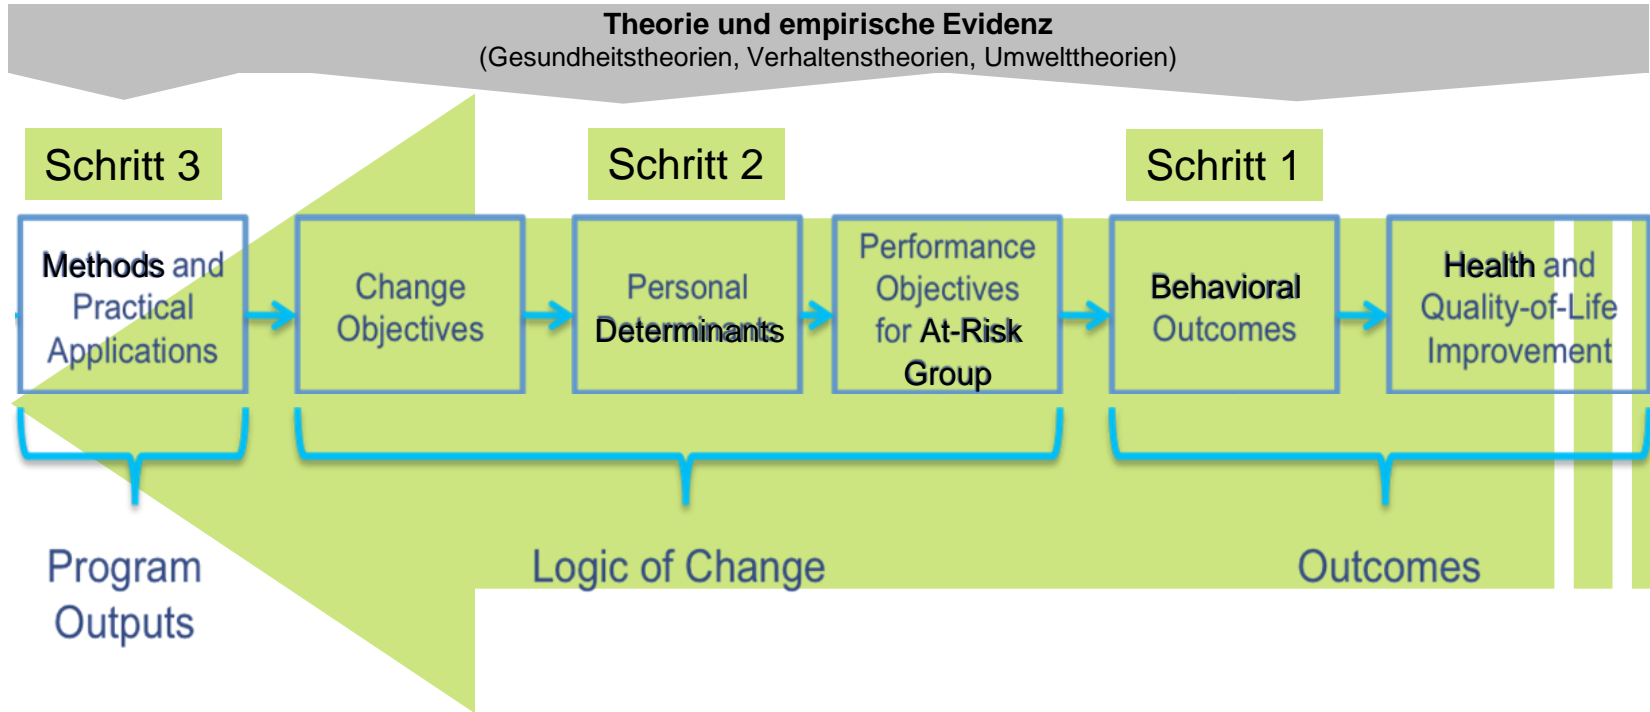 Theorie und empirische Evidenz
(Gesundheitstheorien, Verhaltenstheorien, Umwelttheorien)
Schritt 3
Schritt 2
Schritt 1
Methods and
Practical
Applications
Change
Objectives
Personal
Determinants
Performance
Objectives
for At-Risk
Group
Behavioral
Outcomes
Health and
Quality-of-Life
Improvement
Program
Outputs
Logic of Change
Outcomes